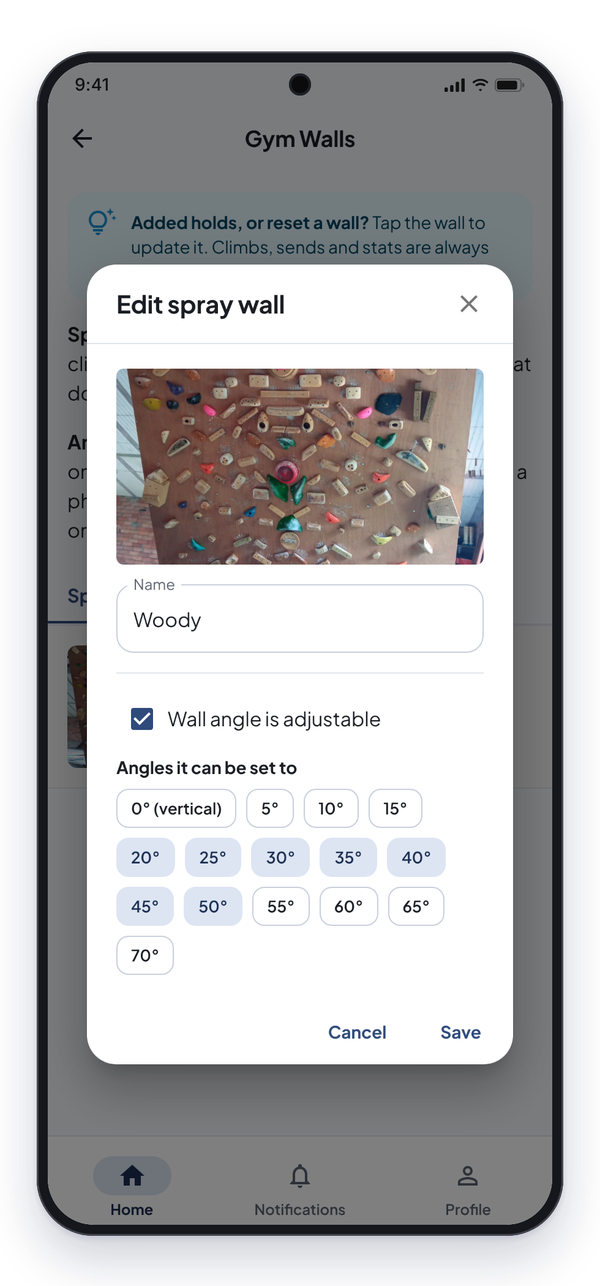 9:41
Gym Walls
Added holds, or reset a wall? Tap the wall to
update it. Climbs, sends and stats are always
Edit spray wall
at
a
Name
Woody
Wall angle is adjustable
Angles it can be set to
0° (vertical) 5° 10° 15°
20° 25° 30° 35° 40°
45° 50° 55° 60° 65°
70°
Cancel Save
Home Notifications Profile